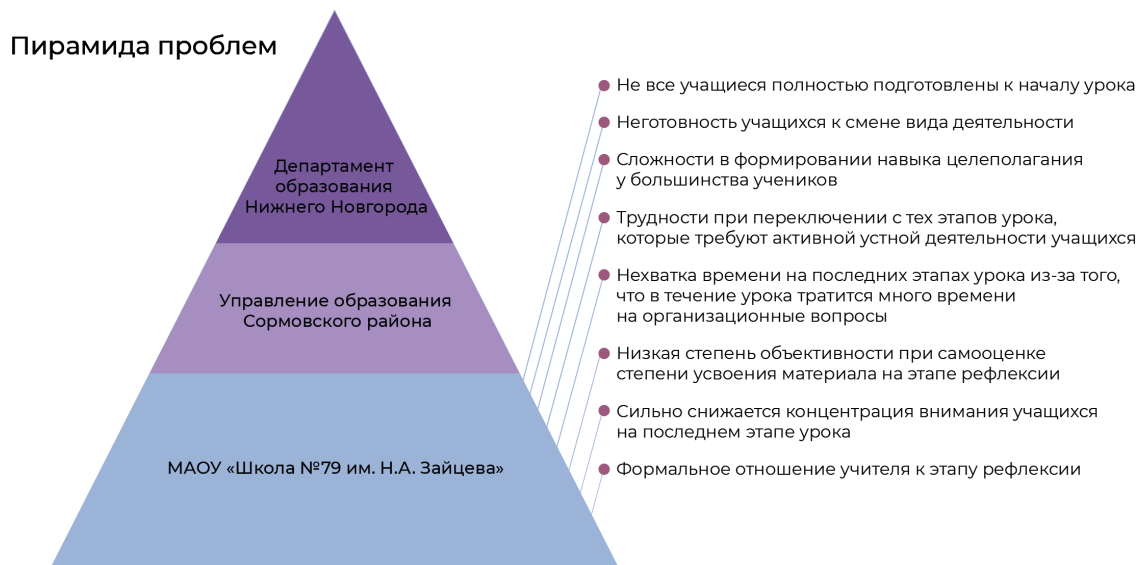 Пирамида проблем
Департамент
образования
Нижнего Новгорода
Управление образования
Сормовского района
МАОУ «Школа №79 им. Н.А. Зайцева»
Не все учащиеся полностью подготовлены к началу урока
Неготовность учащихся к смене вида деятельности
Сложности в формировании навыка целеполагания
у большинства учеников
Трудности при переключении с тех этапов урока,
которые требуют активной устной деятельности учащихся
Нехватка времени на последних этапах урока из-за того,
что в течение урока тратится много времени
на организационные вопросы
Низкая степень объективности при самооценке
степени усвоения материала на этапе рефлексии
Сильно снижается концентрация внимания учащихся
на последнем этапе урока
Формальное отношение учителя к этапу рефлексии